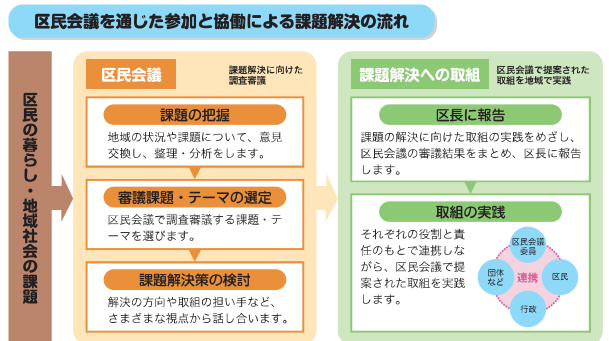 区民会議を通じた参加と協働による課題解決の流れ
区民の暮らし・地域社会の課題
区民会議
課題解決に向けた
調査審議
課題の把握
地域の状況や課題について、意見
交換し、整理・分析をします。
審議課題・テーマの選定
区民会議で調査審議する課題・テ
ーマを選びます。
課題解決策の検討
解決の方向や取組の担い手など、
さまざまな視点から話し合います。
課題解決への取組
区民会議で提案された
取組を地域で実践
区長に報告
課題の解決に向けた取組の実践をめざし、
区民会議の審議結果をまとめ、区長に報告
します。
取組の実践
それぞれの役割と責
任のもとで連携しな
がら、区民会議で提
案された取組を実践
します。
区民会議
委員
団体
など
連携
区民
行政